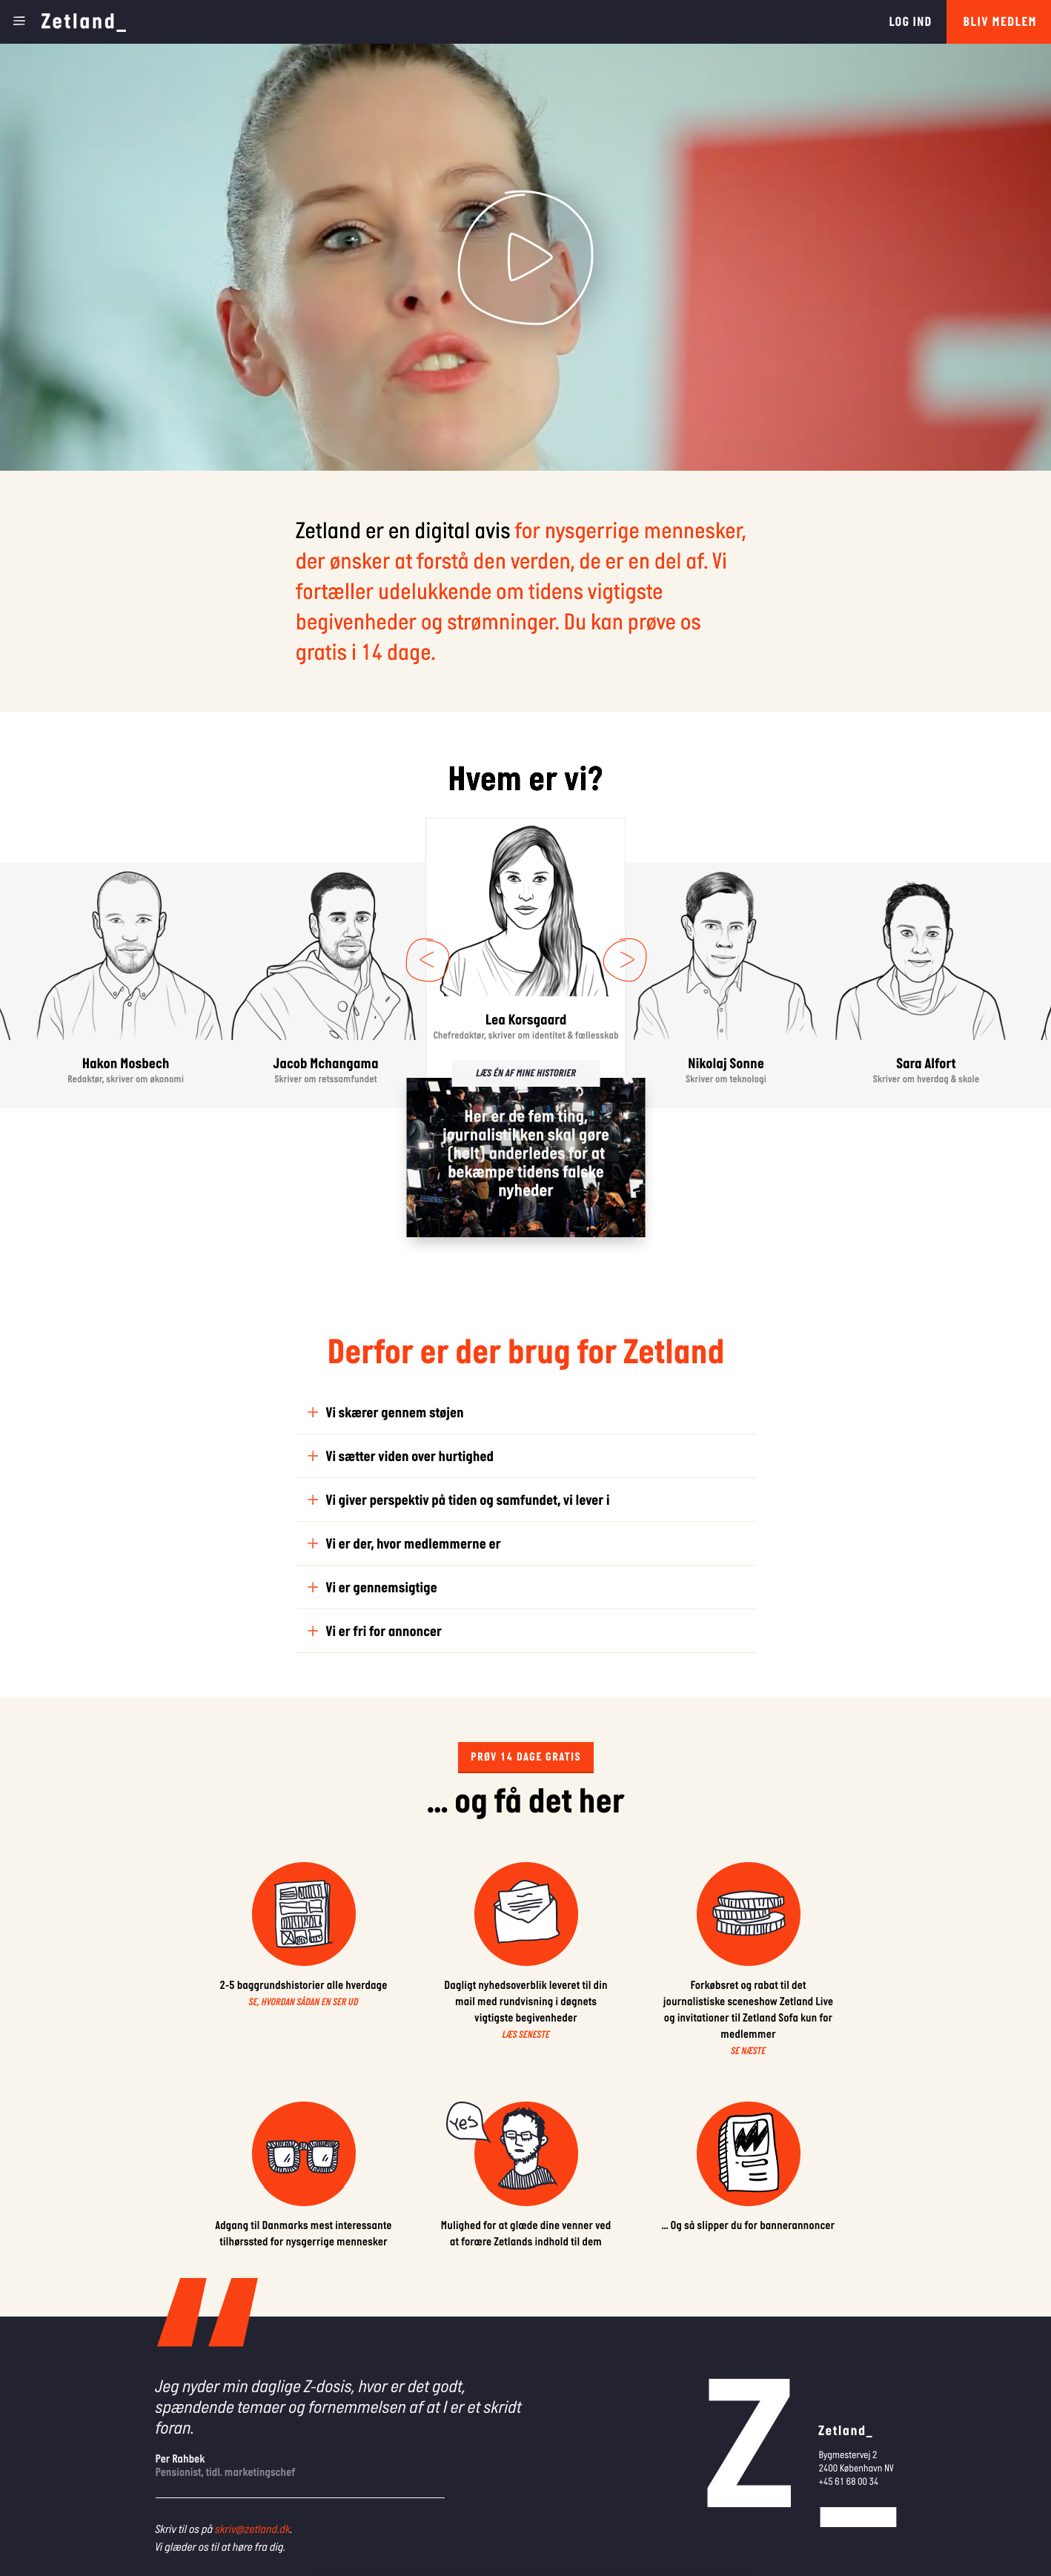 Zetland_
LOG IND
BLIV MEDLEM
Zetland er en digital avis for nysgerrige mennesker,
der ønsker at forstå den verden, de er en del af. Vi
fortæller udelukkende om tidens vigtigste
begivenheder og strømninger. Du kan prøve os
gratis i 14 dage.
Hvem er vi?
Hakon Mosbech
Redaktør, skriver om økonomi
Jacob Mchangama
Skriver om retssamfundet
Lea Korsgaard
Chefredaktør, skriver om identitet & fællesskab
Nikolaj Sonne
Skriver om teknologi
Sara Alfort
Skriver om hverdag & skole
LÆS ÉN AF MINE HISTORIER
Her er de fem ting,
journalistikken skal gøre
(helt) anderledes for at
bekæmpe tidens falske
nyheder
Derfor er der brug for Zetland
Vi skærer gennem støjen
Vi sætter viden over hurtighed
Vi giver perspektiv på tiden og samfundet, vi lever i
Vi er der, hvor medlemmerne er
Vi er gennemsigtige
Vi er fri for annoncer
PRØV 14 DAGE GRATIS
... og få det her
2-5 baggrundshistorier alle hverdage
SE, HVORDAN SÅDAN EN SER UD
Dagligt nyhedsoverblik leveret til din
mail med rundvisning i døgnets
vigtigste begivenheder
LÆS SENESTE
Forkøbsret og rabat til det
journalistiske sceneshow Zetland Live
og invitationer til Zetland Sofa kun for
medlemmer
SE NÆSTE
Yes
Adgang til Danmarks mest interessante
tilhørssted for nysgerrige mennesker
Mulighed for at glæde dine venner ved
at forære Zetlands indhold til dem
... Og så slipper du for bannerannoncer
Jeg nyder min daglige Z-dosis, hvor er det godt,
spændende temaer og fornemmelsen af at I er et skridt
foran.
Per Rahbek
Pensionist, tidl. marketingschef
Skriv til os på skriv@zetland.dk.
Vi glæder os til at høre fra dig.
Z
Zetland_
Bygmestervej 2
2400 København NV
+45 61 68 00 34